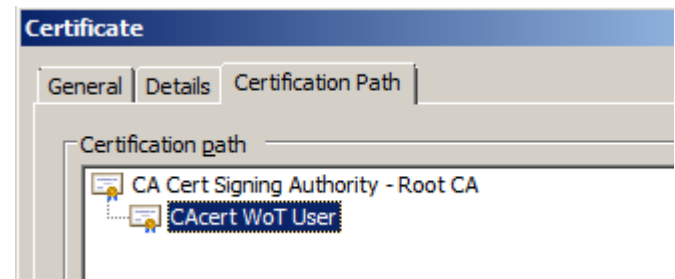 Certificate
General Details Certification Path
Certification path
CA Cert Signing Authority - Root CA
CAcert WoT User